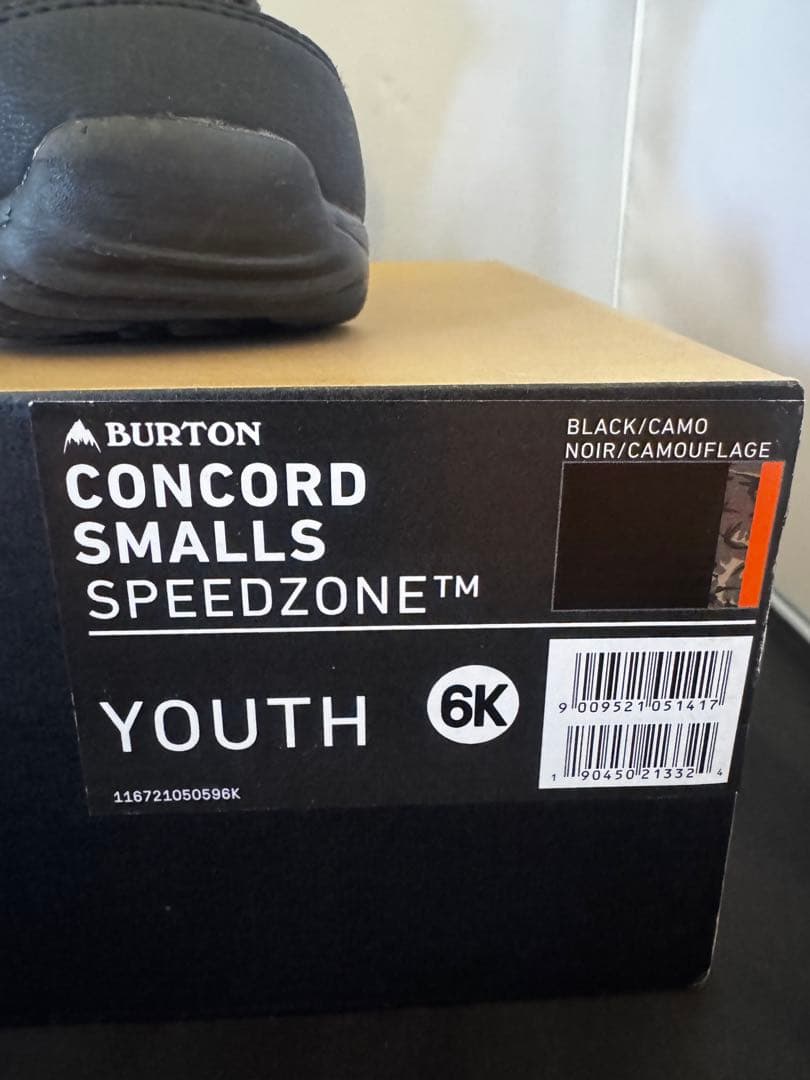 BURTON
CONCORD
SMALLS
SPEEDZONE™
BLACK/CAMO
NOIR/CAMOUFLAGE
YOUTH
6K
9 009521 051417
1 90450 21332 4
116721050596K